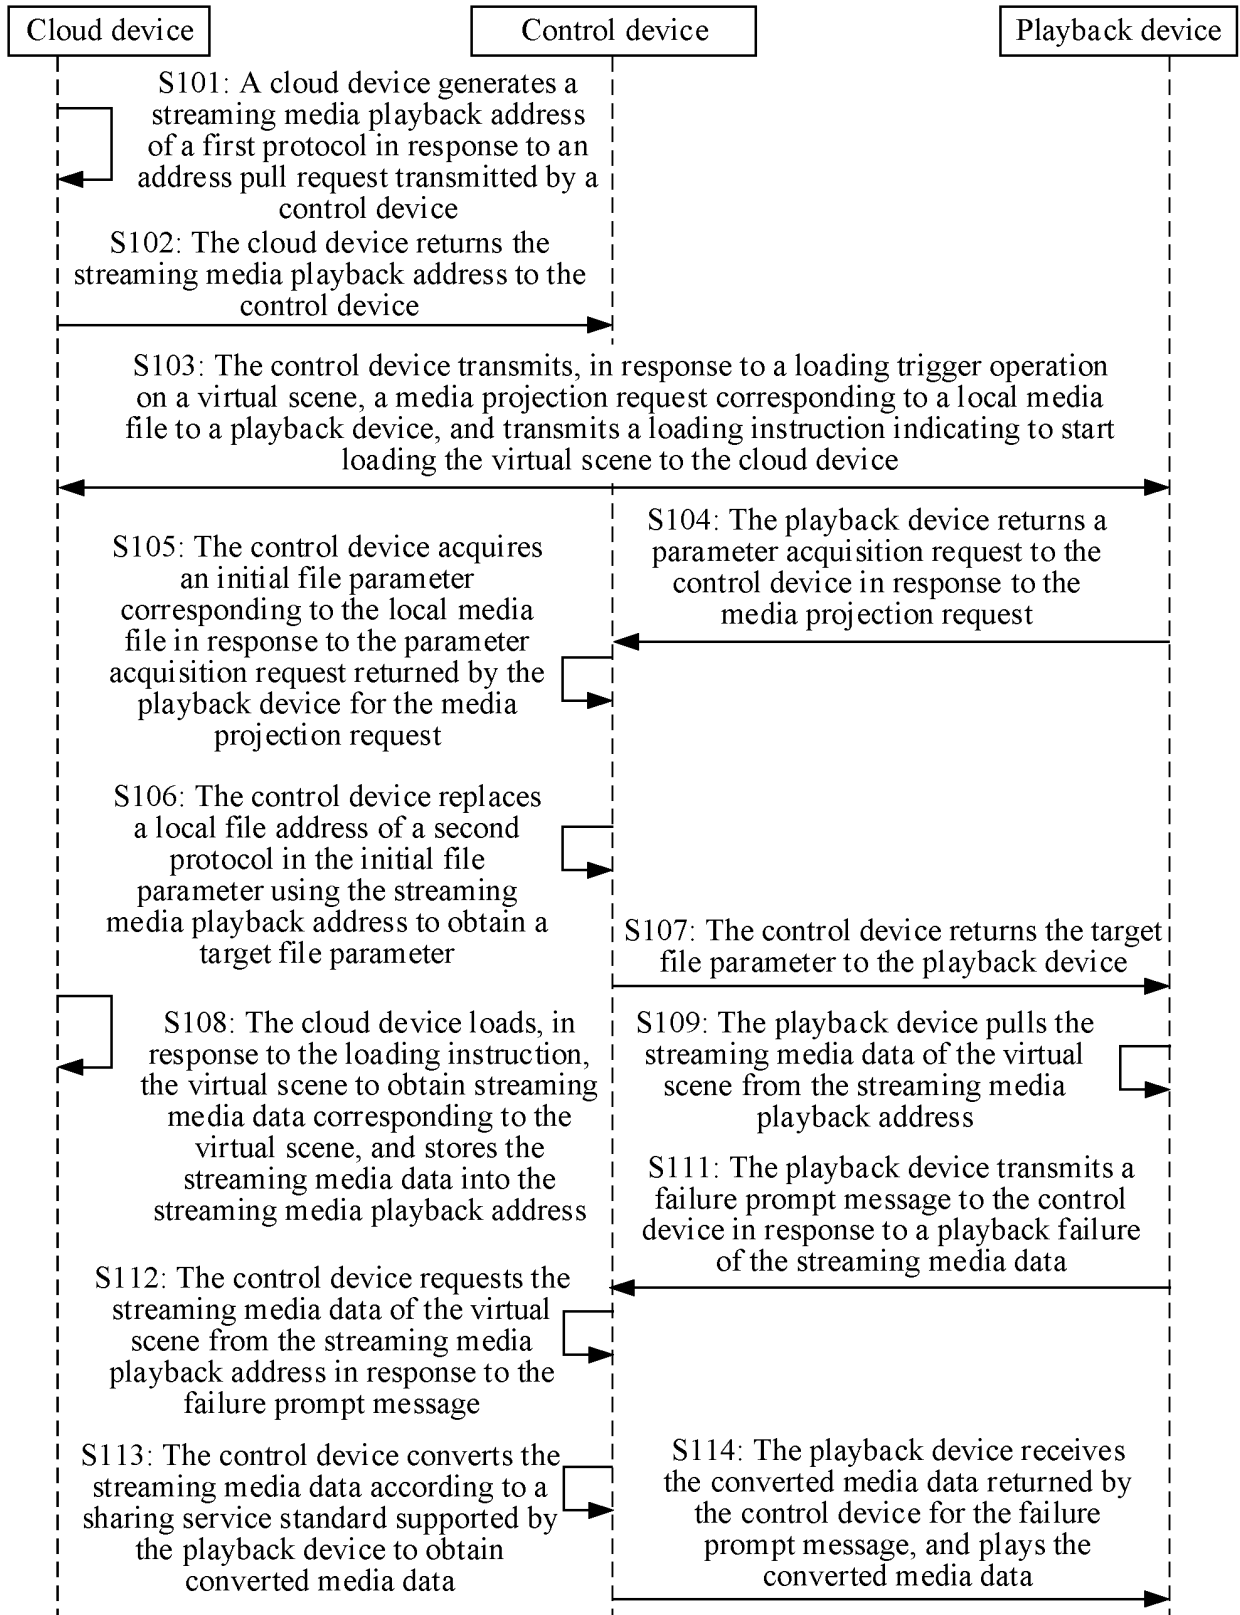 Cloud device
Control device
Playback device
S101: A cloud device generates a
streaming media playback address
of a first protocol in response to an
address pull request transmitted by a
control device
S102: The cloud device returns the
streaming media playback address to the
control device
S103: The control device transmits, in response to a loading trigger operation
on a virtual scene, a media projection request corresponding to a local media
file to a playback device, and transmits a loading instruction indicating to start
loading the virtual scene to the cloud device
S104: The playback device returns a
parameter acquisition request to the
control device in response to the
media projection request
S105: The control device acquires
an initial file parameter
corresponding to the local media
file in response to the parameter
acquisition request returned by the
playback device for the media
projection request
S106: The control device replaces
a local file address of a second
protocol in the initial file
parameter using the streaming
media playback address to obtain a
target file parameter
S107: The control device returns the target
file parameter to the playback device
S108: The cloud device loads, in
response to the loading instruction,
the virtual scene to obtain streaming
media data corresponding to the
virtual scene, and stores the
streaming media data into the
streaming media playback address
S109: The playback device pulls the
streaming media data of the virtual
scene from the streaming media
playback address
S111: The playback device transmits a
failure prompt message to the control
device in response to a playback failure
of the streaming media data
S112: The control device requests the
streaming media data of the virtual
scene from the streaming media
playback address in response to the
failure prompt message
S113: The control device converts the
streaming media data according to a
sharing service standard supported by
the playback device to obtain
converted media data
S114: The playback device receives
the converted media data returned by
the control device for the failure
prompt message, and plays the
converted media data